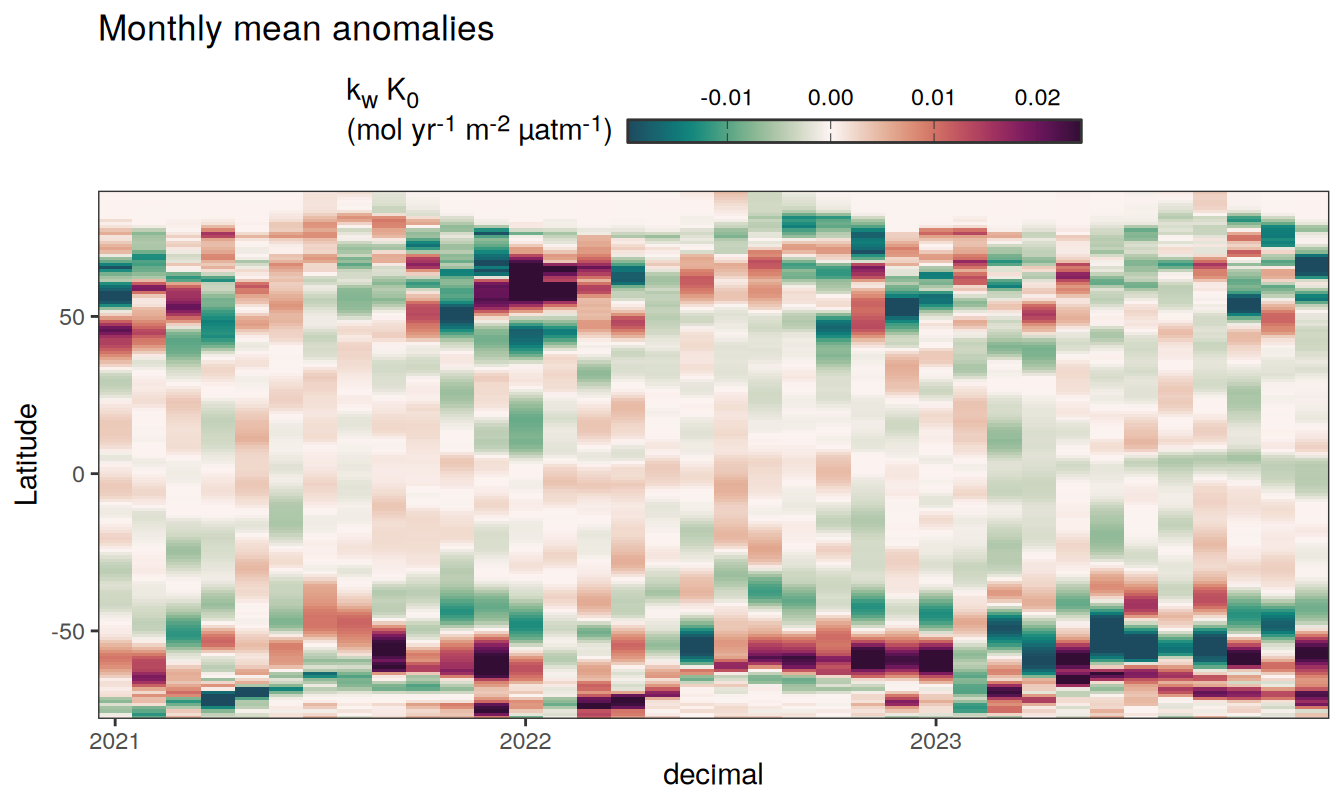 Monthly mean anomalies
k_w K_0
(mol yr⁻¹ m⁻² µatm⁻¹)
-0.01 0.00 0.01 0.02
Latitude
50
0
-50
2021 2022 2023
decimal